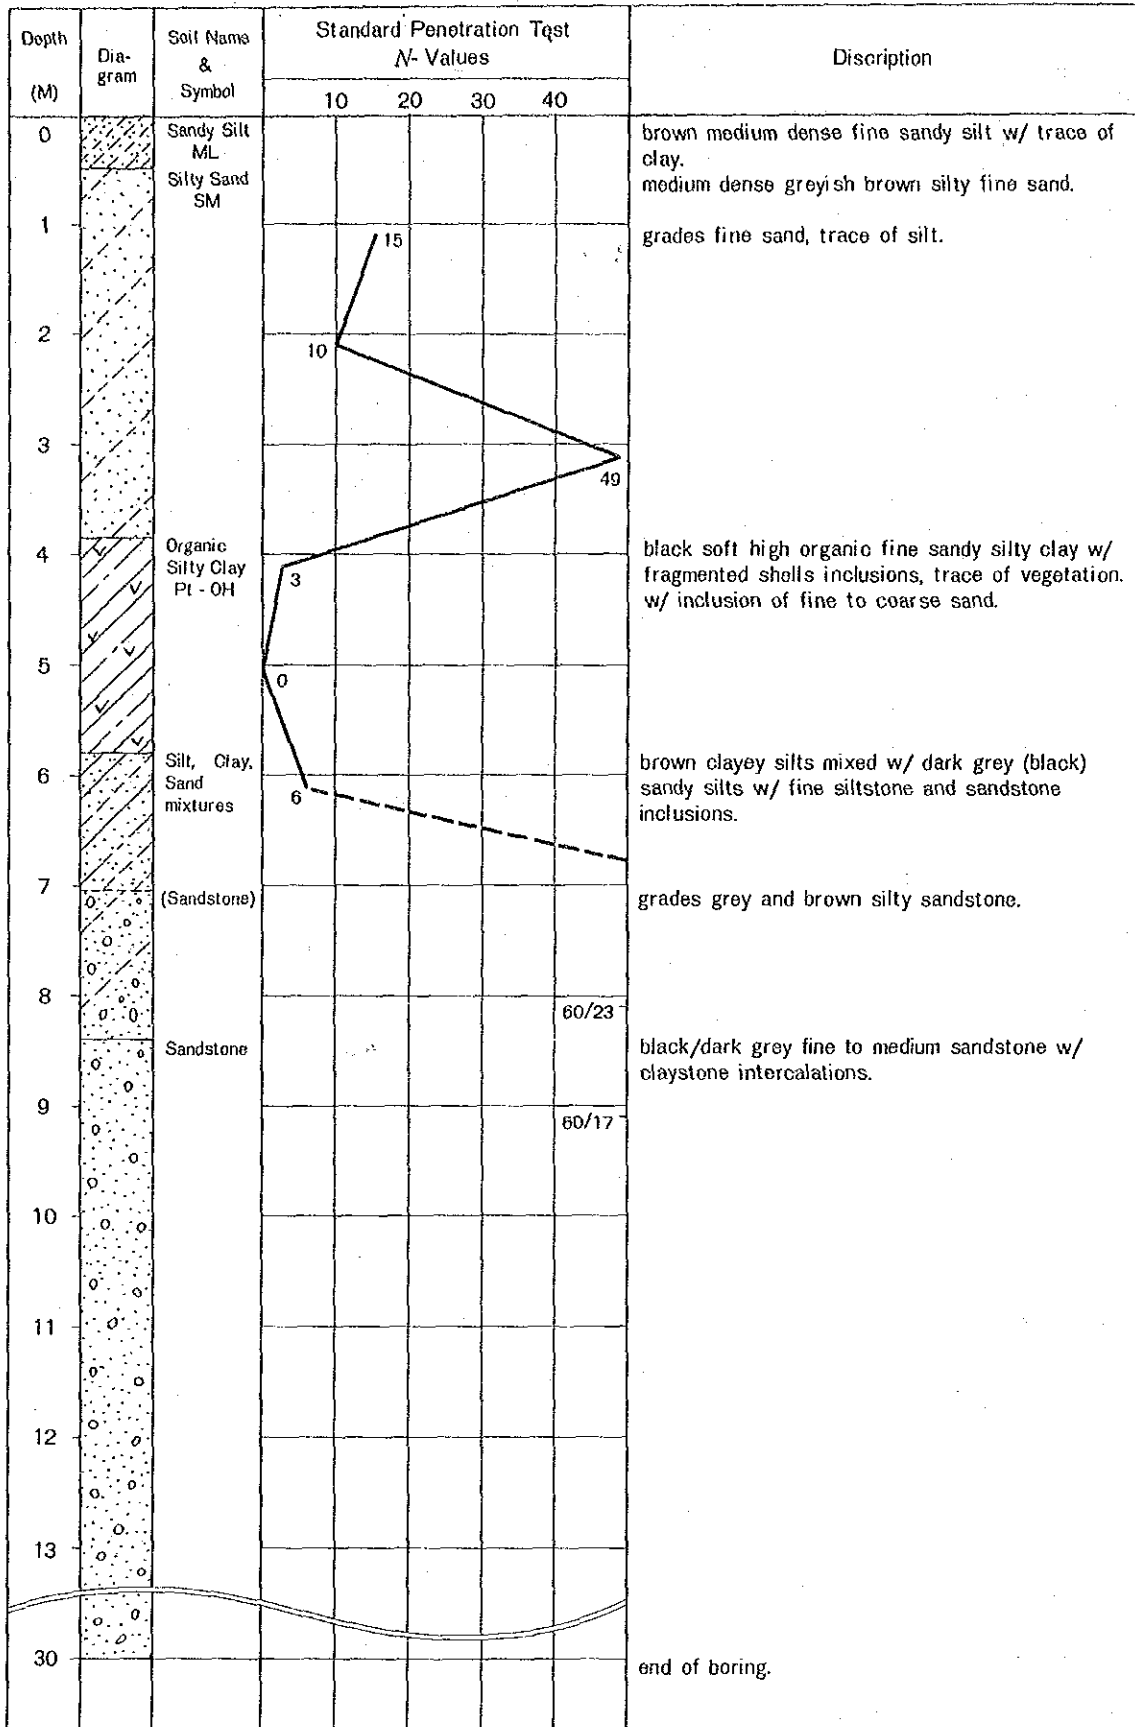 Depth
(M)
Dia-
gram
Soil Name
&
Symbol
Standard Penetration Test
N- Values
10 20 30 40
Discription
0
Sandy Silt
ML
brown medium dense fine sandy silt w/ trace of
clay.
Silty Sand
SM
medium dense greyish brown silty fine sand.
1
15
grades fine sand, trace of silt.
2
10
3
49
4
Organic
Silty Clay
Pt - OH
3
black soft high organic fine sandy silty clay w/
fragmented shells inclusions, trace of vegetation.
w/ inclusion of fine to coarse sand.
5
0
6
Silt, Clay,
Sand
mixtures
6
brown clayey silts mixed w/ dark grey (black)
sandy silts w/ fine siltstone and sandstone
inclusions.
7
(Sandstone)
grades grey and brown silty sandstone.
8
60/23
Sandstone
black/dark grey fine to medium sandstone w/
claystone intercalations.
9
60/17
10
11
12
13
30
end of boring.